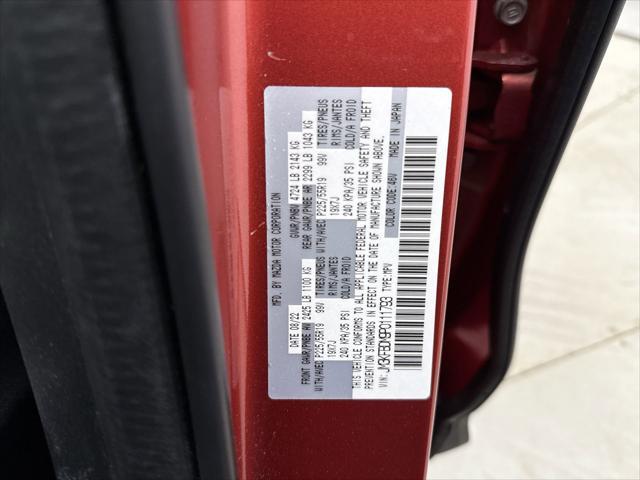 MFD. BY MAZDA MOTOR CORPORATION
DATE 08/22 GVWR/PNBV 4724 LB 2143 KG
FRONT GAWR/PNBE AV 2425 LB 1100 KG REAR GAWR/PNBE AR 2299 LB 1043 KG
WITH/AVEC P225/55R19 99V TIRES/PNEUS WITH/AVEC P225/55R19 99V TIRES/PNEUS
19X7J RIMS/JANTES 19X7J RIMS/JANTES
240 KPA/35 PSI COLD/A FROID 240 KPA/35 PSI COLD/A FROID
THIS VEHICLE CONFORMS TO ALL APPLICABLE FEDERAL MOTOR VEHICLE SAFETY AND THEFT
PREVENTION STANDARDS IN EFFECT ON THE DATE OF MANUFACTURE SHOWN ABOVE.
VIN: TYPE: MPV COLOR CODE: 46V MADE IN JAPAN